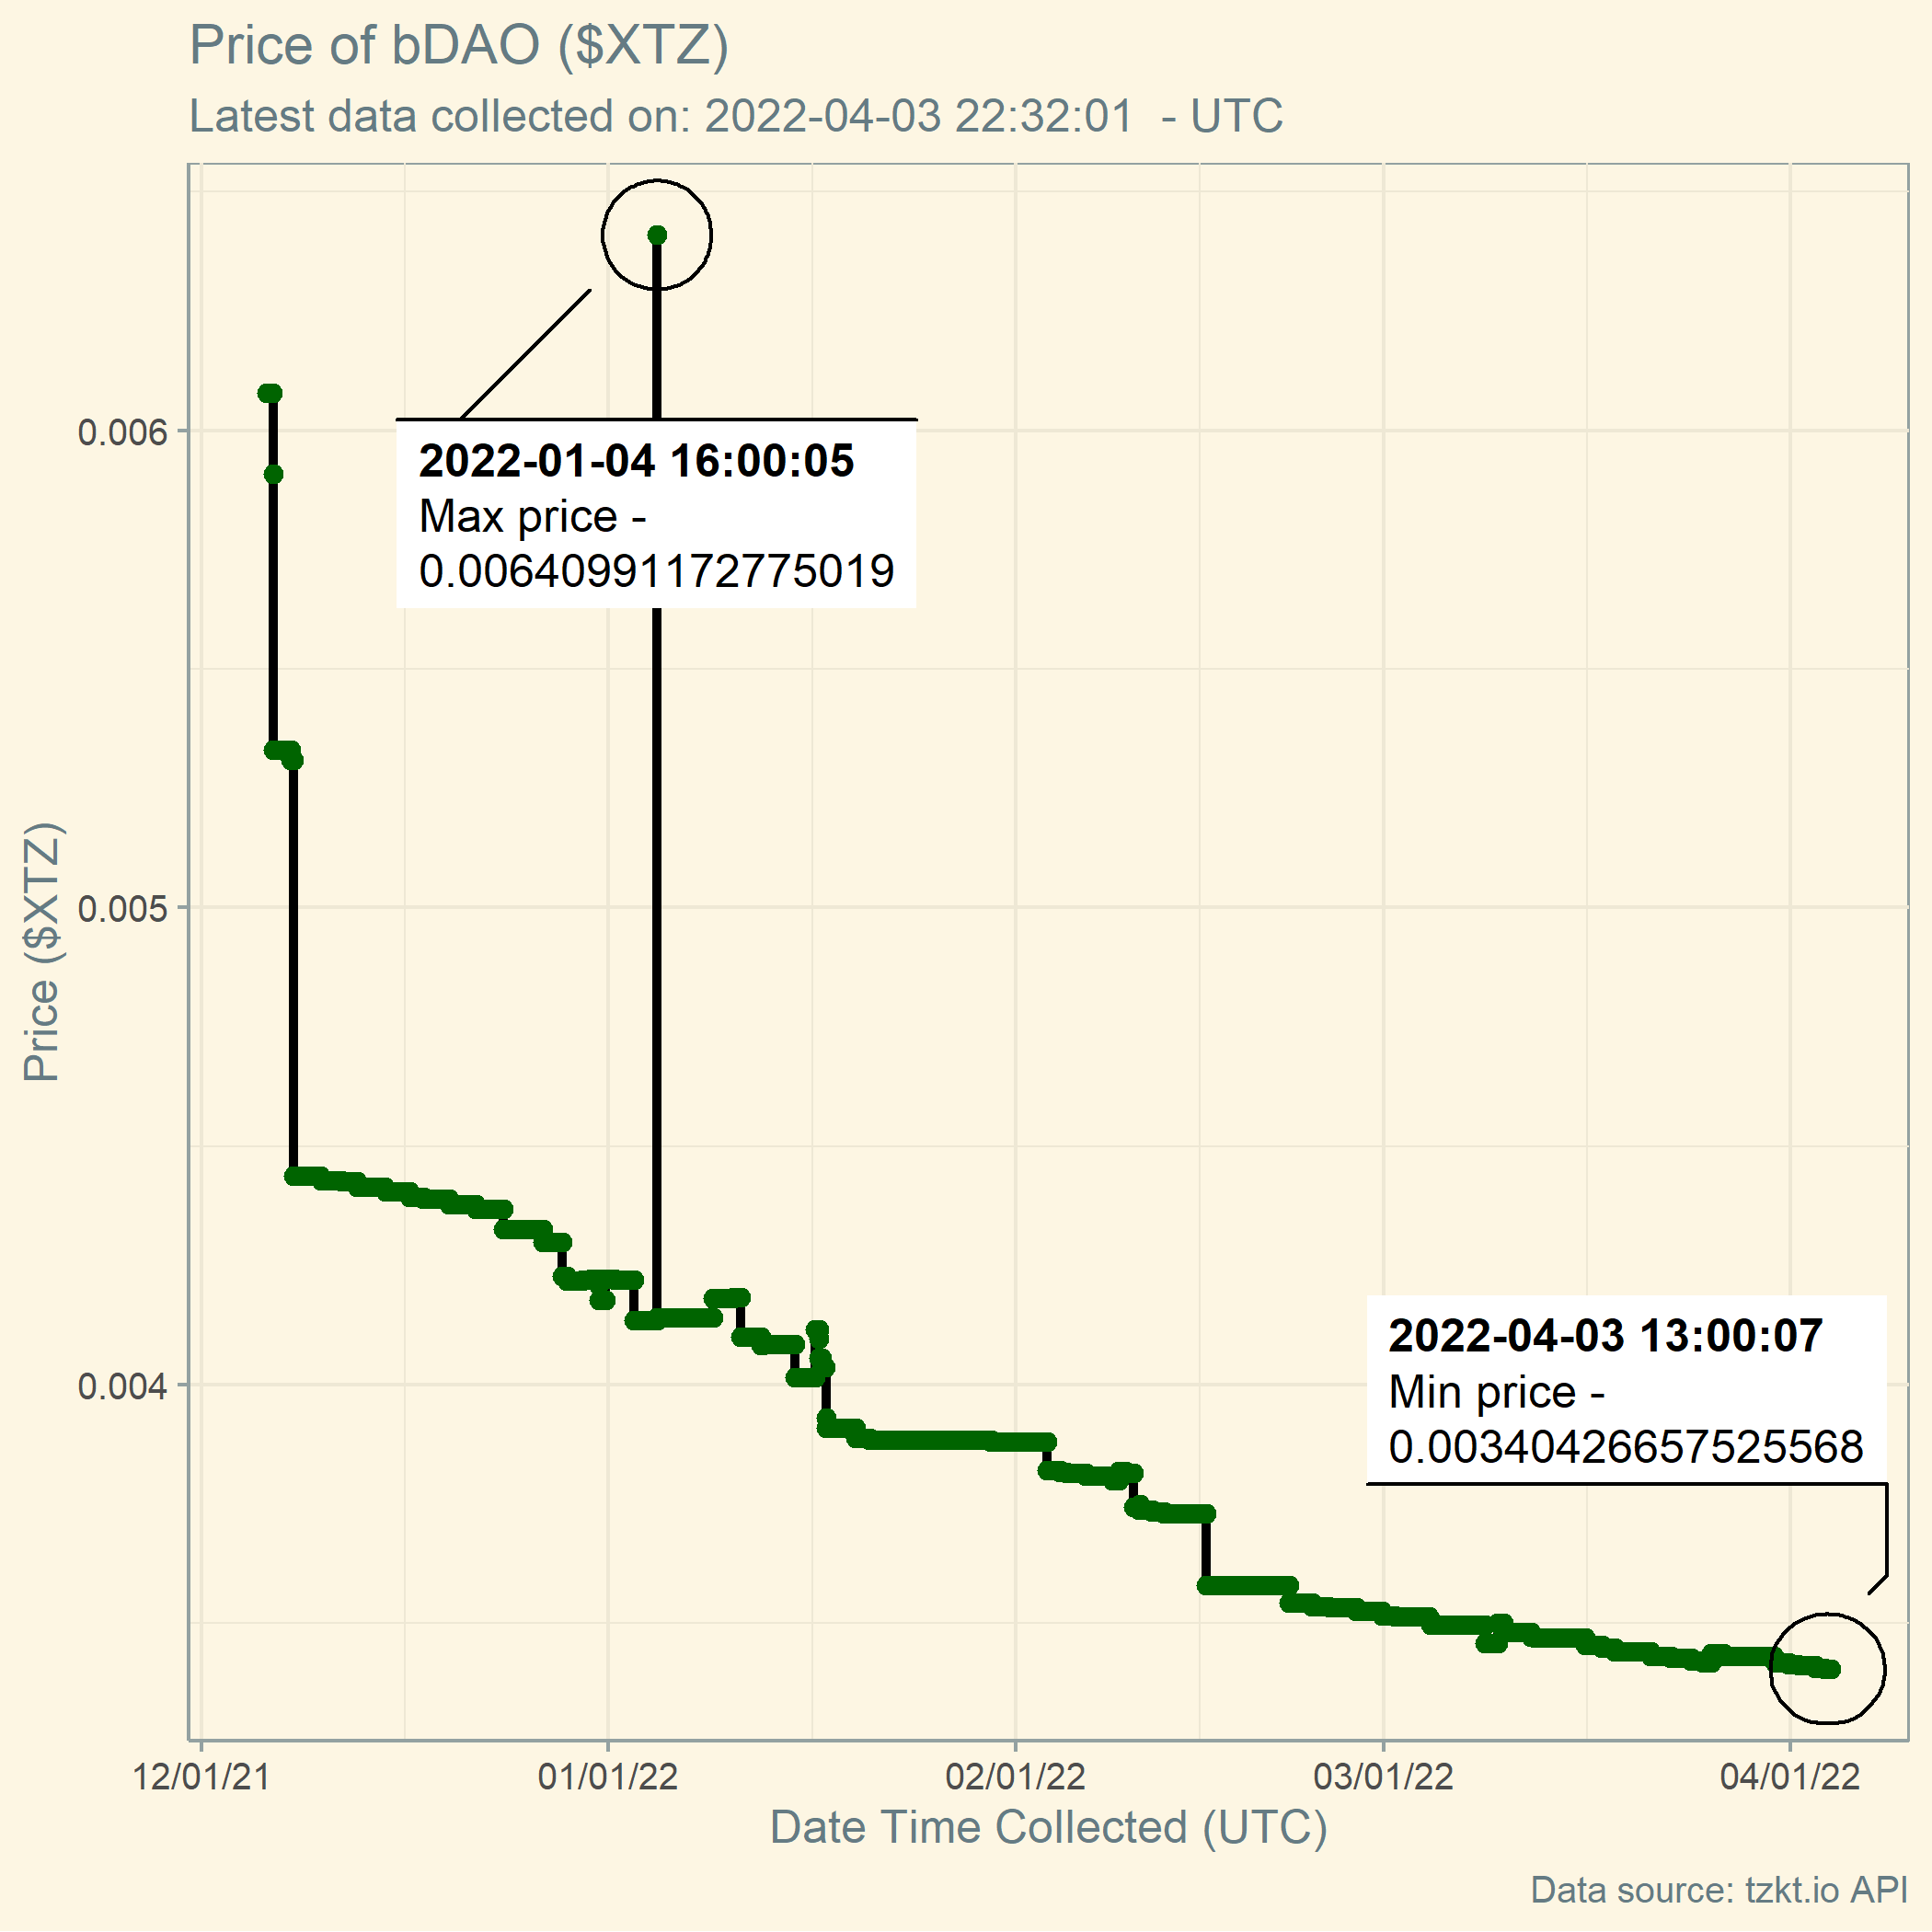 Price of bDAO ($XTZ)
Latest data collected on: 2022-04-03 22:32:01 - UTC
0.006
0.005
0.004
Price ($XTZ)
2022-01-04 16:00:05
Max price -
0.00640991172775019
2022-04-03 13:00:07
Min price -
0.00340426657525568
12/01/21
01/01/22
02/01/22
03/01/22
04/01/22
Date Time Collected (UTC)
Data source: tzkt.io API